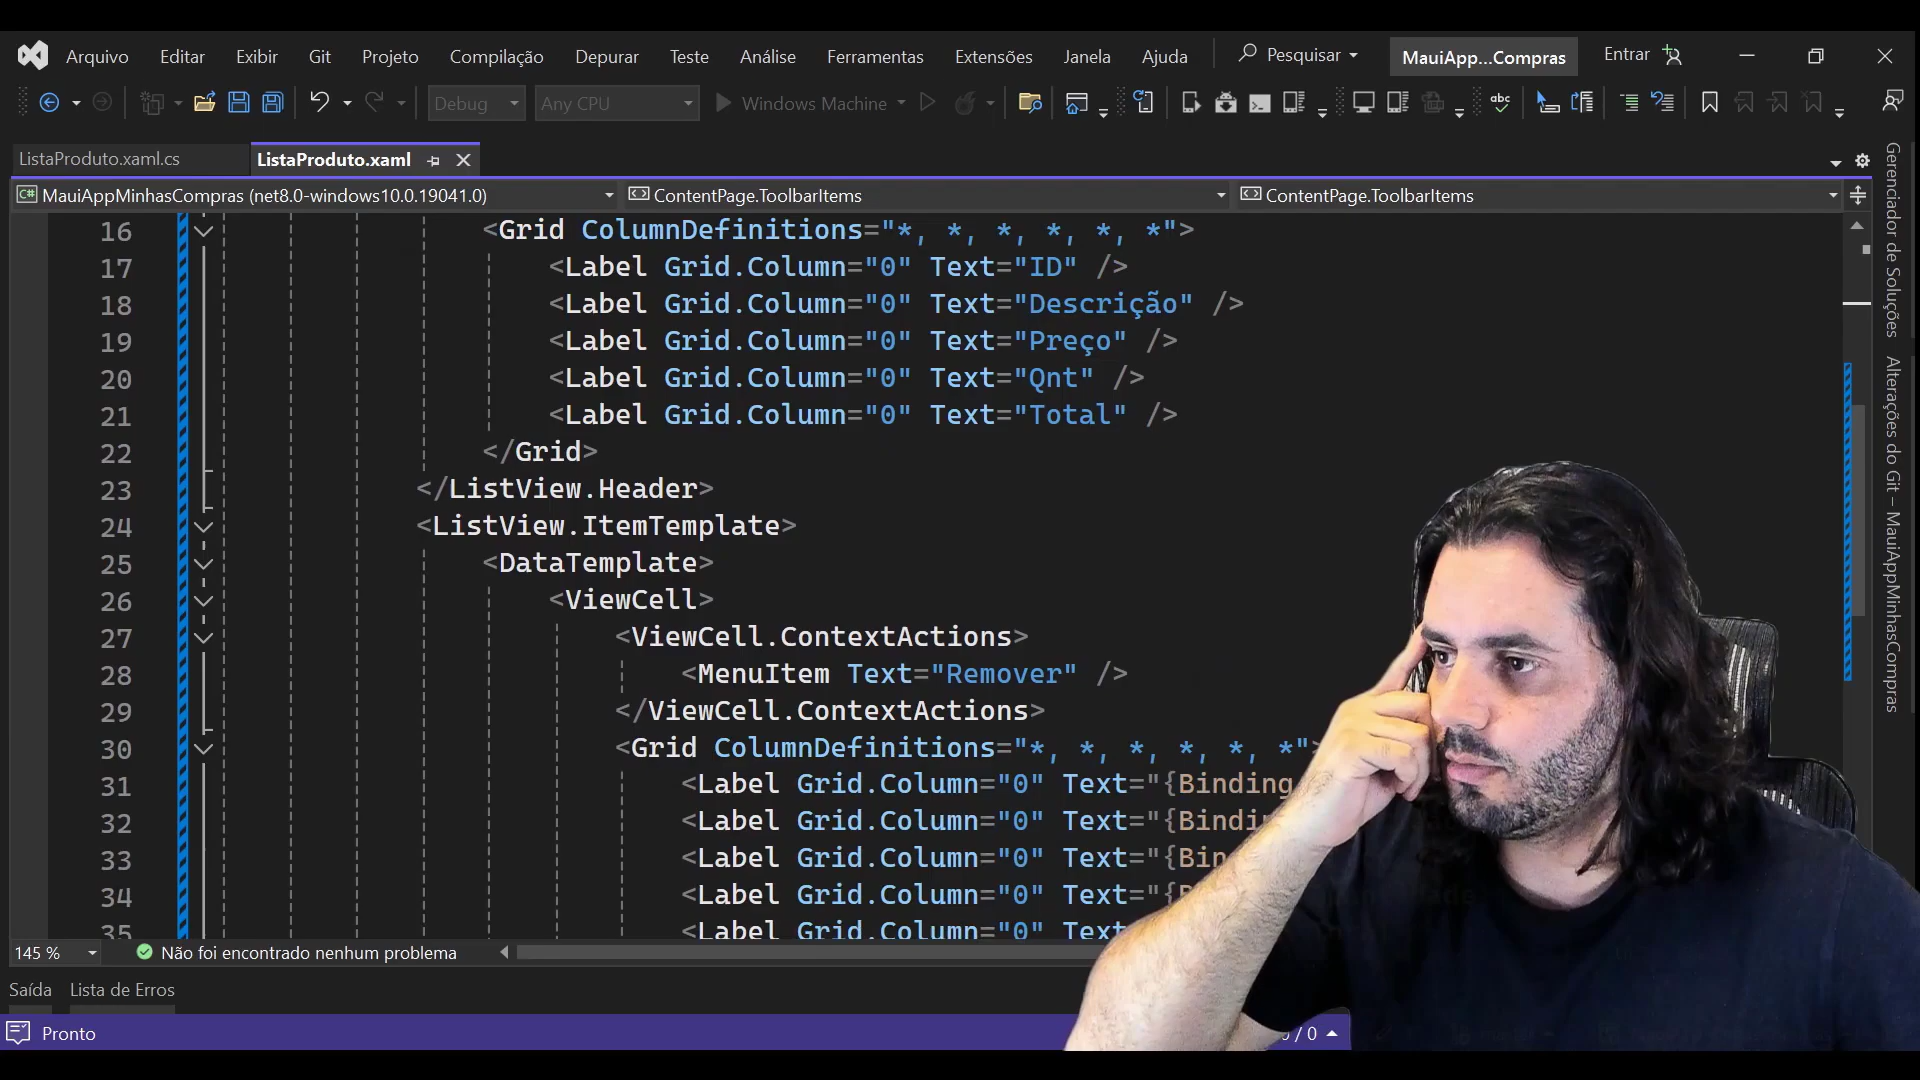 Arquivo Editar Exibir Git Projeto Compilação Depurar Teste Análise Ferramentas Extensões Janela Ajuda Pesquisar MauiApp...Compras Entrar
Debug Any CPU Windows Machine abc
ListaProduto.xaml.cs ListaProduto.xaml
C# MauiAppMinhasCompras (net8.0-windows10.0.19041.0) ContentPage.ToolbarItems ContentPage.ToolbarItems
16 <Grid ColumnDefinitions="*, *, *, *, *, *">
17 <Label Grid.Column="0" Text="ID" />
18 <Label Grid.Column="0" Text="Descrição" />
19 <Label Grid.Column="0" Text="Preço" />
20 <Label Grid.Column="0" Text="Qnt" />
21 <Label Grid.Column="0" Text="Total" />
22 </Grid>
23 </ListView.Header>
24 <ListView.ItemTemplate>
25 <DataTemplate>
26 <ViewCell>
27 <ViewCell.ContextActions>
28 <MenuItem Text="Remover" />
29 </ViewCell.ContextActions>
30 <Grid ColumnDefinitions="*, *, *, *, *, *">
31 <Label Grid.Column="0" Text="{Binding
32 <Label Grid.Column="0" Text="{Bindin
33 <Label Grid.Column="0" Text="{Bin
34 <Label Grid.Column="0" Text="{B
35 <Label Grid.Column="0" Text
145 % Não foi encontrado nenhum problema
Saída Lista de Erros
Pronto / 0
Gerenciador de Soluções
Alterações do Git – MauiAppMinhasCompras